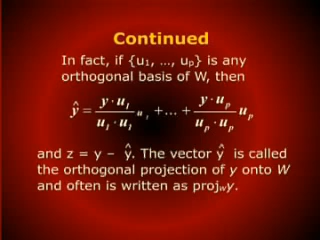 Continued
In fact, if {u₁, …, uₚ} is any
orthogonal basis of W, then
ŷ = (y · u₁)/(u₁ · u₁) u₁ + ... + (y · uₚ)/(uₚ · uₚ) uₚ
and z = y – ŷ. The vector ŷ is called
the orthogonal projection of y onto W
and often is written as proj_w y.